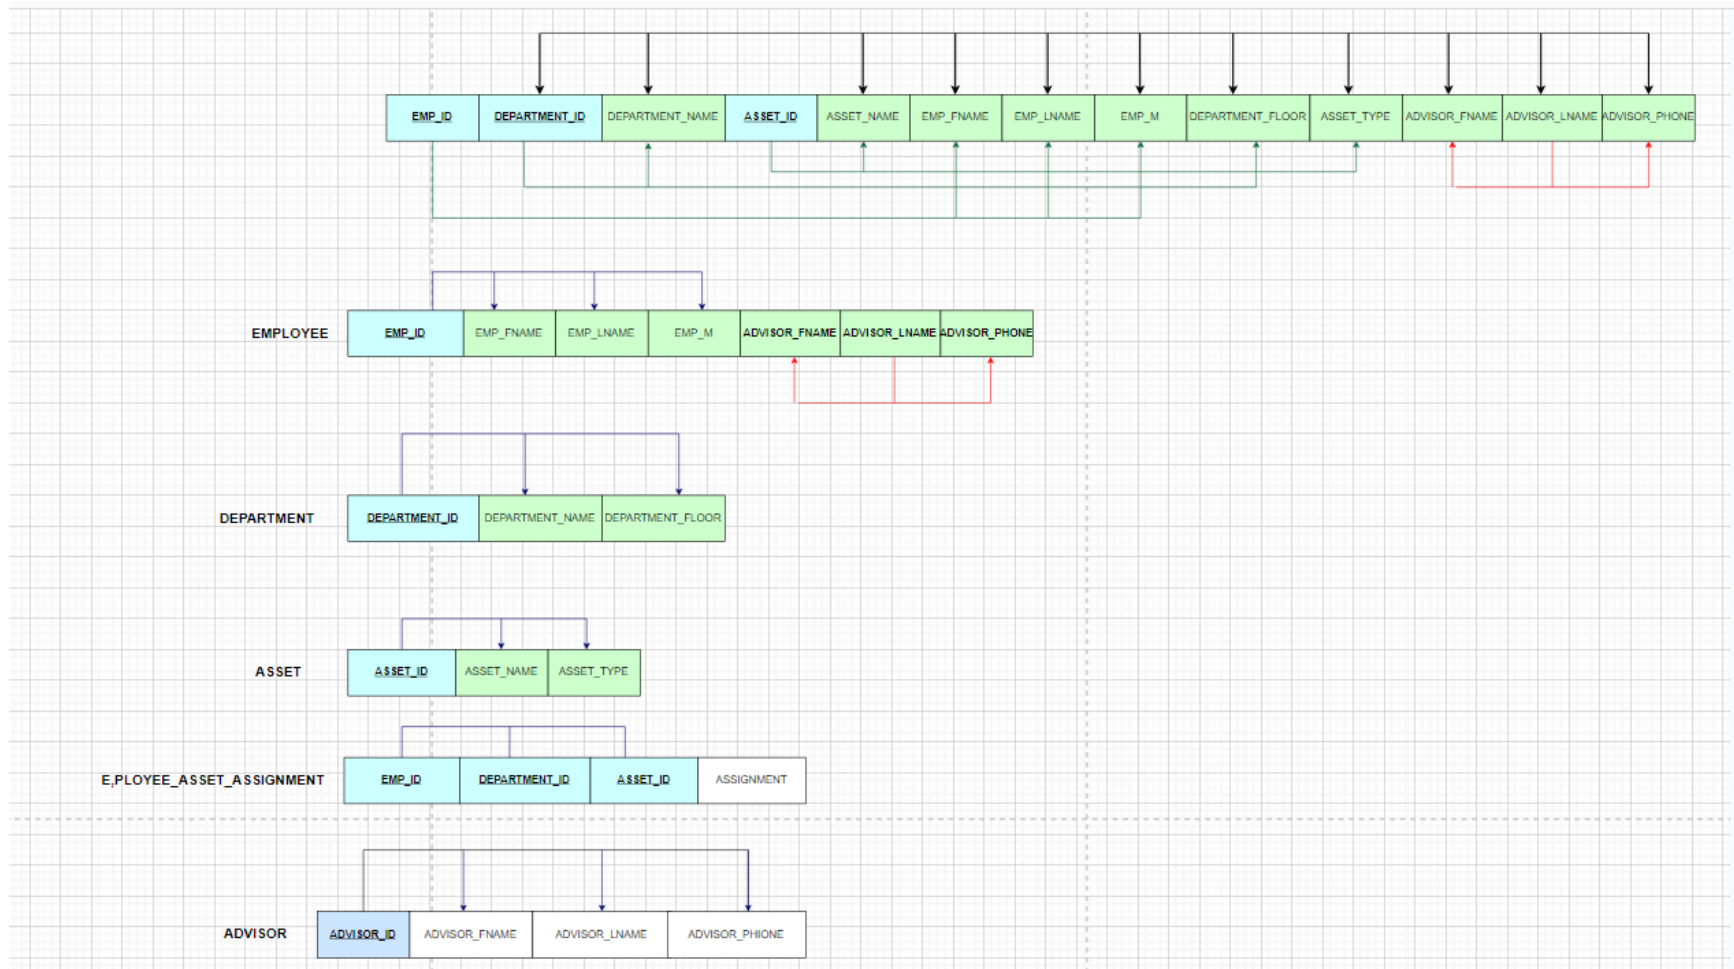 EMP_ID DEPARTMENT_ID DEPARTMENT_NAME ASSET_ID ASSET_NAME EMP_FNAME EMP_LNAME EMP_M DEPARTMENT_FLOOR ASSET_TYPE ADVISOR_FNAME ADVISOR_LNAME ADVISOR_PHONE
EMPLOYEE EMP_ID EMP_FNAME EMP_LNAME EMP_M ADVISOR_FNAME ADVISOR_LNAME ADVISOR_PHONE
DEPARTMENT DEPARTMENT_ID DEPARTMENT_NAME DEPARTMENT_FLOOR
ASSET ASSET_ID ASSET_NAME ASSET_TYPE
E,PLOYEE_ASSET_ASSIGNMENT EMP_ID DEPARTMENT_ID ASSET_ID ASSIGNMENT
ADVISOR ADVISOR_ID ADVISOR_FNAME ADVISOR_LNAME ADVISOR_PHIONE